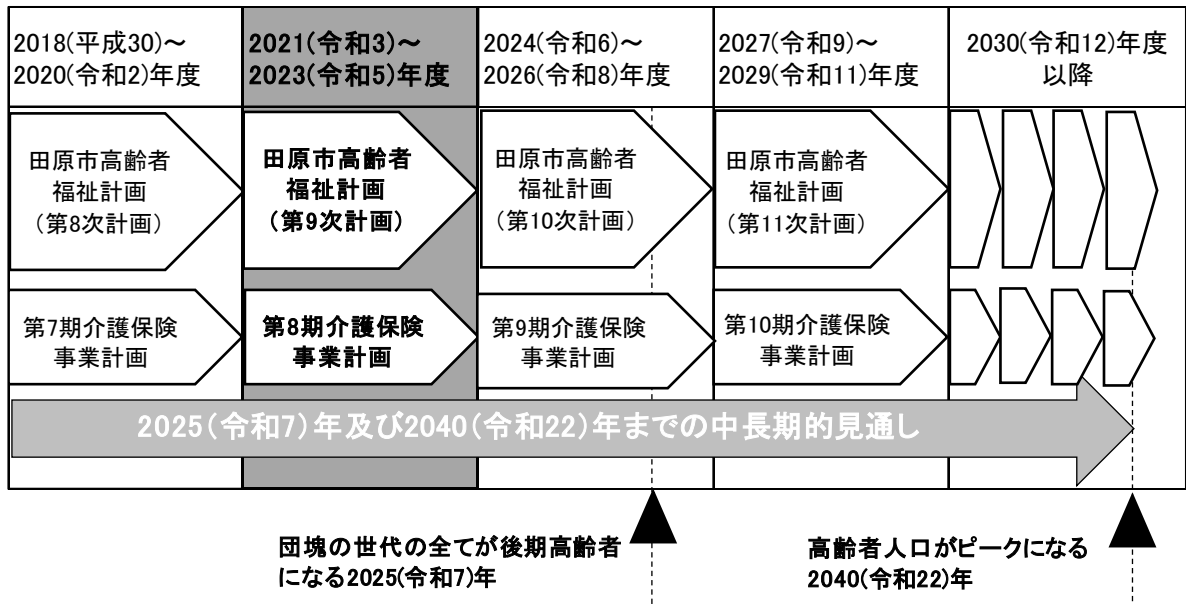 2018(平成30)～
2020(令和2)年度
2021(令和3)～
2023(令和5)年度
2024(令和6)～
2026(令和8)年度
2027(令和9)～
2029(令和11)年度
2030(令和12)年度
以降
田原市高齢者
福祉計画
（第8次計画）
田原市高齢者
福祉計画
（第9次計画）
田原市高齢者
福祉計画
（第10次計画）
田原市高齢者
福祉計画
（第11次計画）
第7期介護保険
事業計画
第8期介護保険
事業計画
第9期介護保険
事業計画
第10期介護保険
事業計画
2025(令和7)年及び2040(令和22)年までの中長期的見通し
団塊の世代の全てが後期高齢者
になる2025(令和7)年
高齢者人口がピークになる
2040(令和22)年